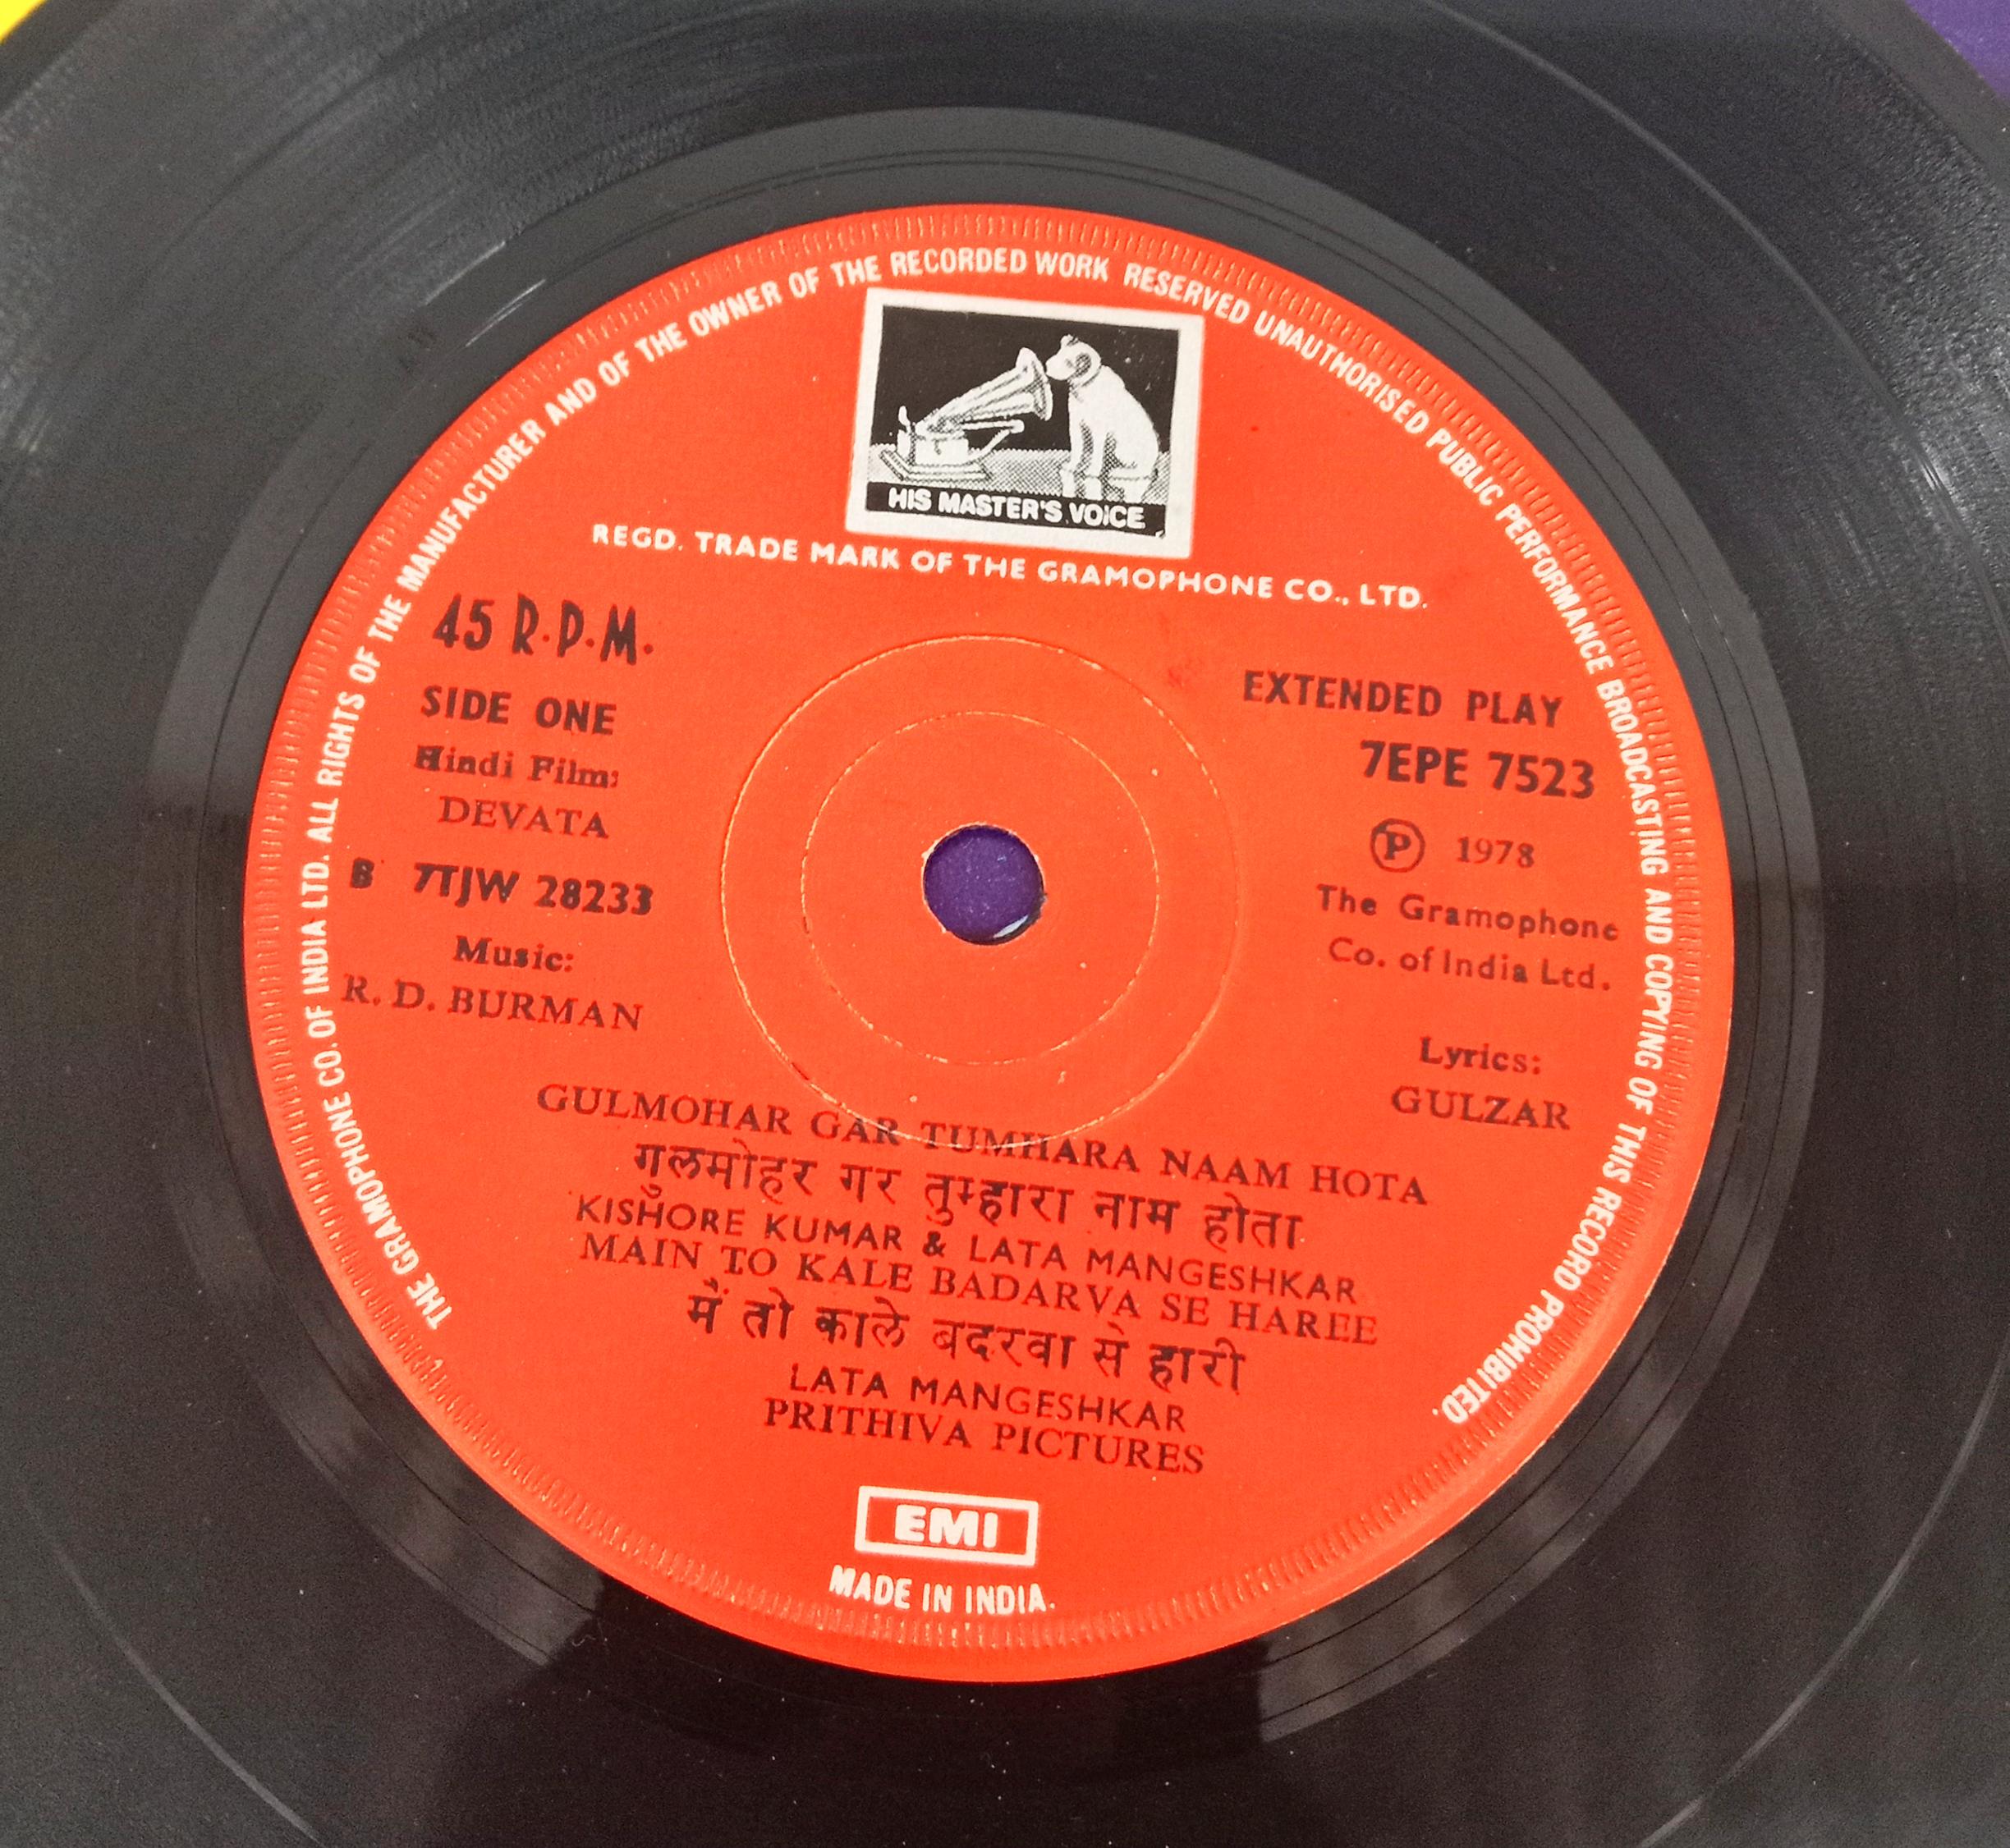 THE GRAMOPHONE CO. OF INDIA LTD. ALL RIGHTS OF THE MANUFACTURER AND OF THE OWNER OF THE RECORDED WORK RESERVED UNAUTHORISED PUBLIC PERFORMANCE BROADCASTING AND COPYING OF THIS RECORD PROHIBITED.
HIS MASTER'S VOICE
REGD. TRADE MARK OF THE GRAMOPHONE CO., LTD.
45 R.P.M.
SIDE ONE
Hindi Film:
DEVATA
B 7TJW 28233
Music:
R. D. BURMAN
EXTENDED PLAY
7EPE 7523
Ⓟ 1978
The Gramophone
Co. of India Ltd.
Lyrics:
GULZAR
GULMOHAR GAR TUMHARA NAAM HOTA
गुलमोहर गर तुम्हारा नाम होता
KISHORE KUMAR & LATA MANGESHKAR
MAIN TO KALE BADARVA SE HAREE
मैं तो काले बदरवा से हारी
LATA MANGESHKAR
PRITHIVA PICTURES
EMI
MADE IN INDIA.